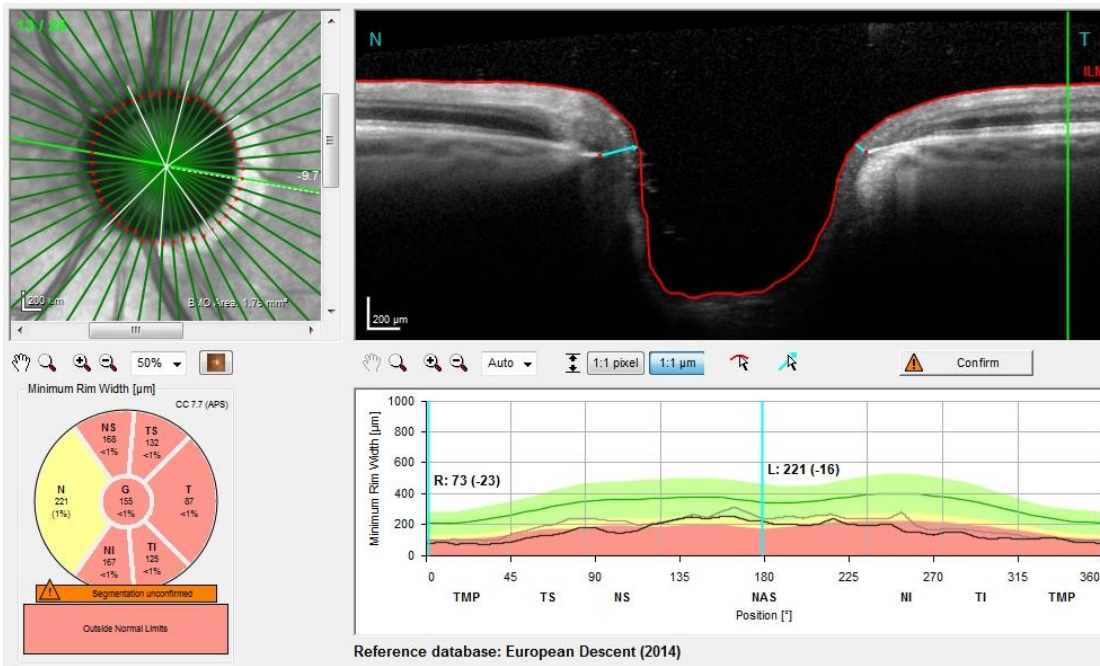 13 / 24
-9.7
200 µm
BMO Area: 1.75 mm²
N
T
ILM
200 µm
50%
Auto
1:1 pixel
1:1 µm
Confirm
Minimum Rim Width [µm]
CC 7.7 (APS)
NS
168
<1%
TS
132
<1%
N
221
(1%)
G
155
<1%
T
87
<1%
NI
167
<1%
TI
125
<1%
Segmentation unconfirmed
Outside Normal Limits
Minimum Rim Width [µm]
1000
800
600
400
200
0
R: 73 (-23)
L: 221 (-16)
0 45 90 135 180 225 270 315 360
TMP TS NS NAS NI TI TMP
Position [°]
Reference database: European Descent (2014)